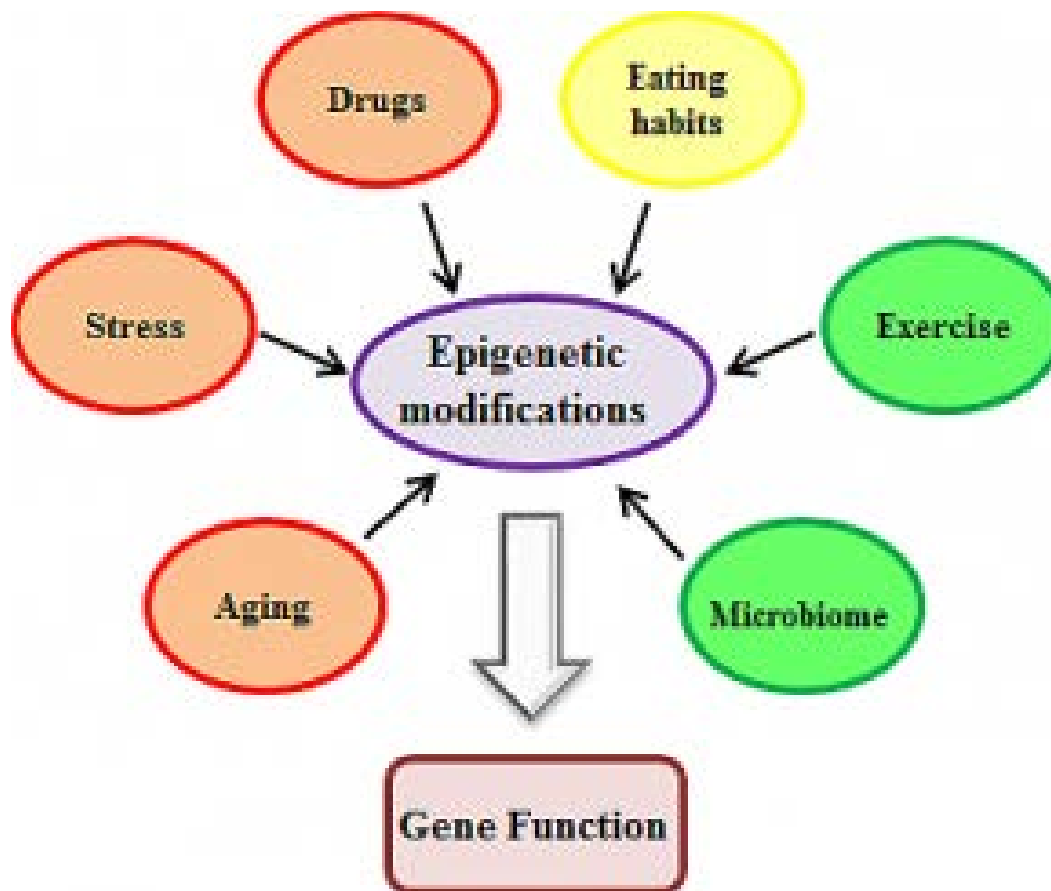 Drugs
Eating
habits
Stress
Epigenetic
modifications
Exercise
Aging
Microbiome
Gene Function